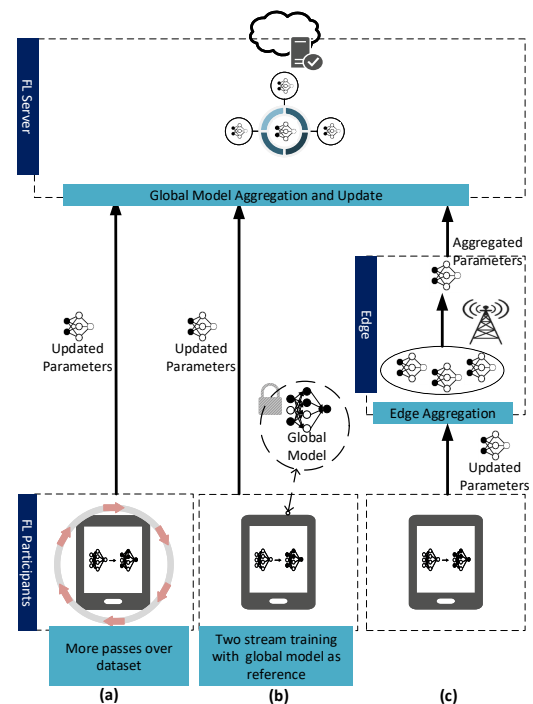 FL Server
Global Model Aggregation and Update
Aggregated
Parameters
Edge
Updated
Parameters
Updated
Parameters
Global
Model
Edge Aggregation
Updated
Parameters
FL Participants
More passes over
dataset
Two stream training
with global model as
reference
(a)
(b)
(c)